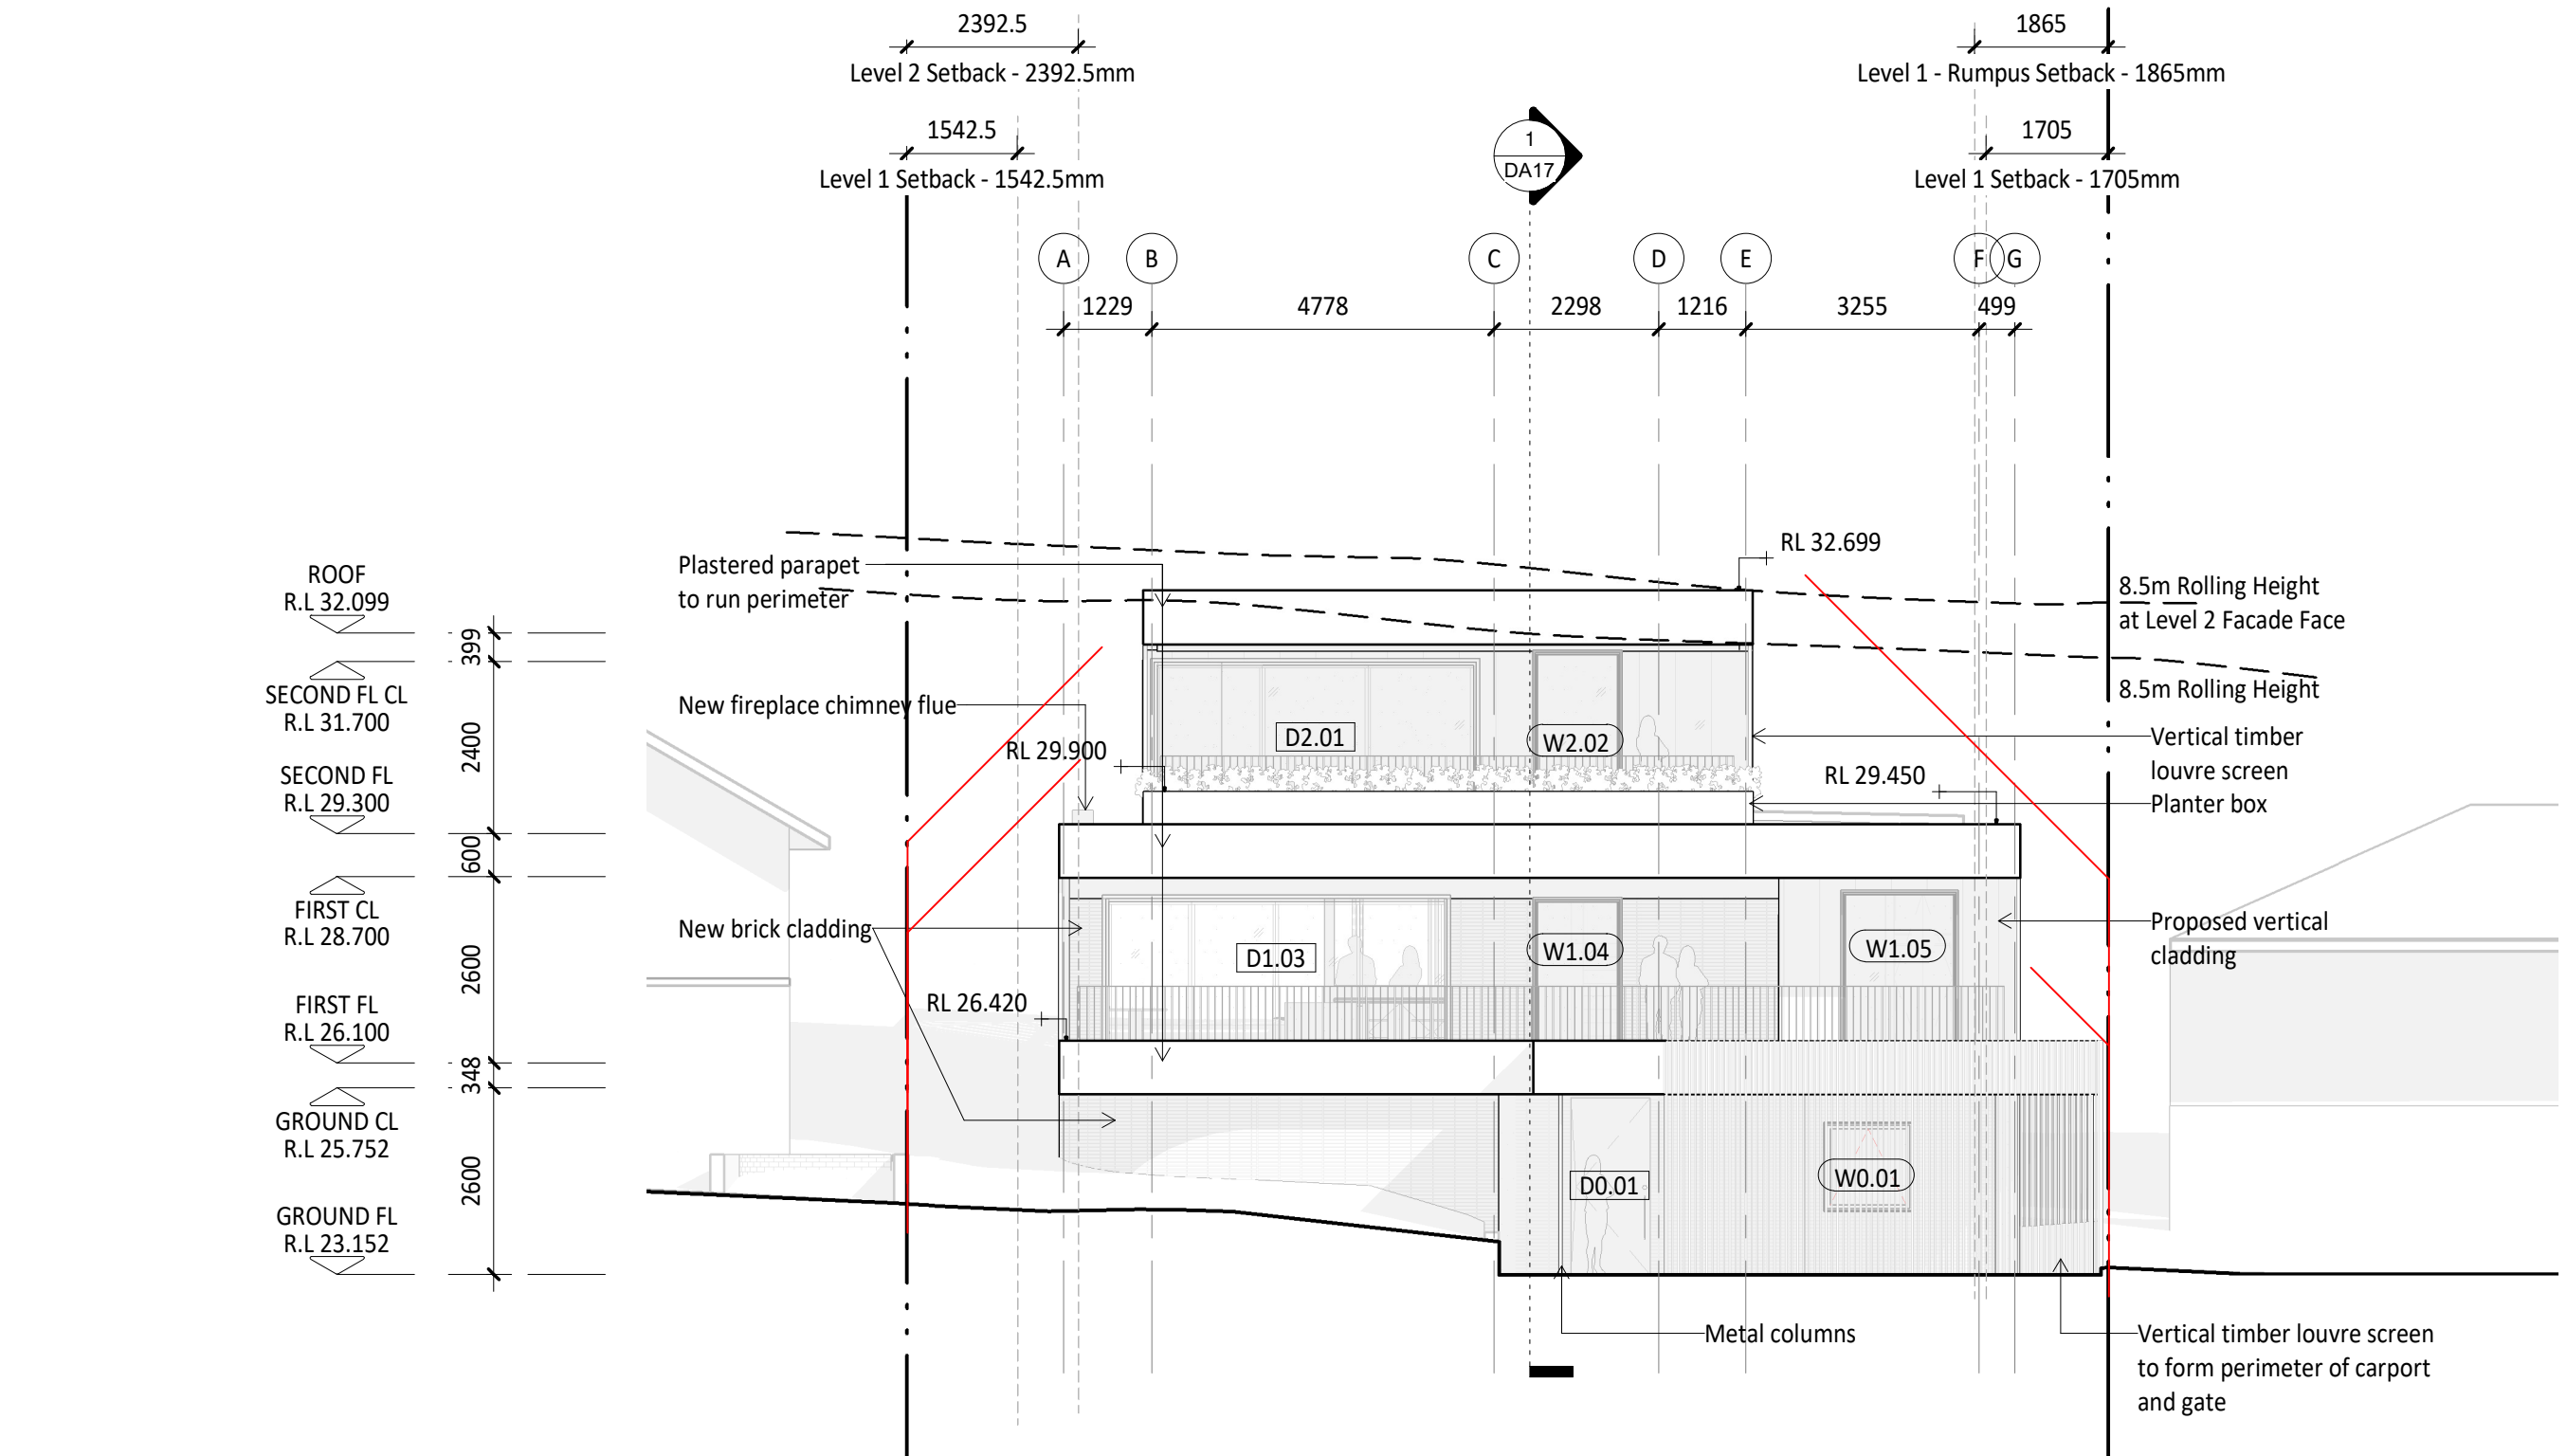 2392.5
Level 2 Setback - 2392.5mm
1865
Level 1 - Rumpus Setback - 1865mm
1542.5
Level 1 Setback - 1542.5mm
1
DA17
1705
Level 1 Setback - 1705mm
A
B
C
D
E
F
G
1229
4778
2298
1216
3255
499
RL 32.699
Plastered parapet
to run perimeter
8.5m Rolling Height
at Level 2 Facade Face
8.5m Rolling Height
ROOF
R.L 32.099
399
SECOND FL CL
R.L 31.700
2400
SECOND FL
R.L 29.300
600
FIRST CL
R.L 28.700
2600
FIRST FL
R.L 26.100
348
GROUND CL
R.L 25.752
2600
GROUND FL
R.L 23.152
New fireplace chimney flue
RL 29.900
D2.01
W2.02
Vertical timber
louvre screen
Planter box
RL 29.450
New brick cladding
D1.03
W1.04
W1.05
Proposed vertical
cladding
RL 26.420
D0.01
W0.01
Metal columns
Vertical timber louvre screen
to form perimeter of carport
and gate